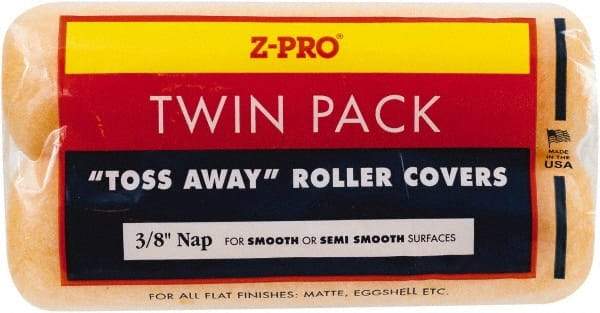 Z-PRO®
TWIN PACK
"TOSS AWAY" ROLLER COVERS
3/8" Nap FOR SMOOTH OR SEMI SMOOTH SURFACES
FOR ALL FLAT FINISHES: MATTE, EGGSHELL ETC.
MADE
IN THE
USA